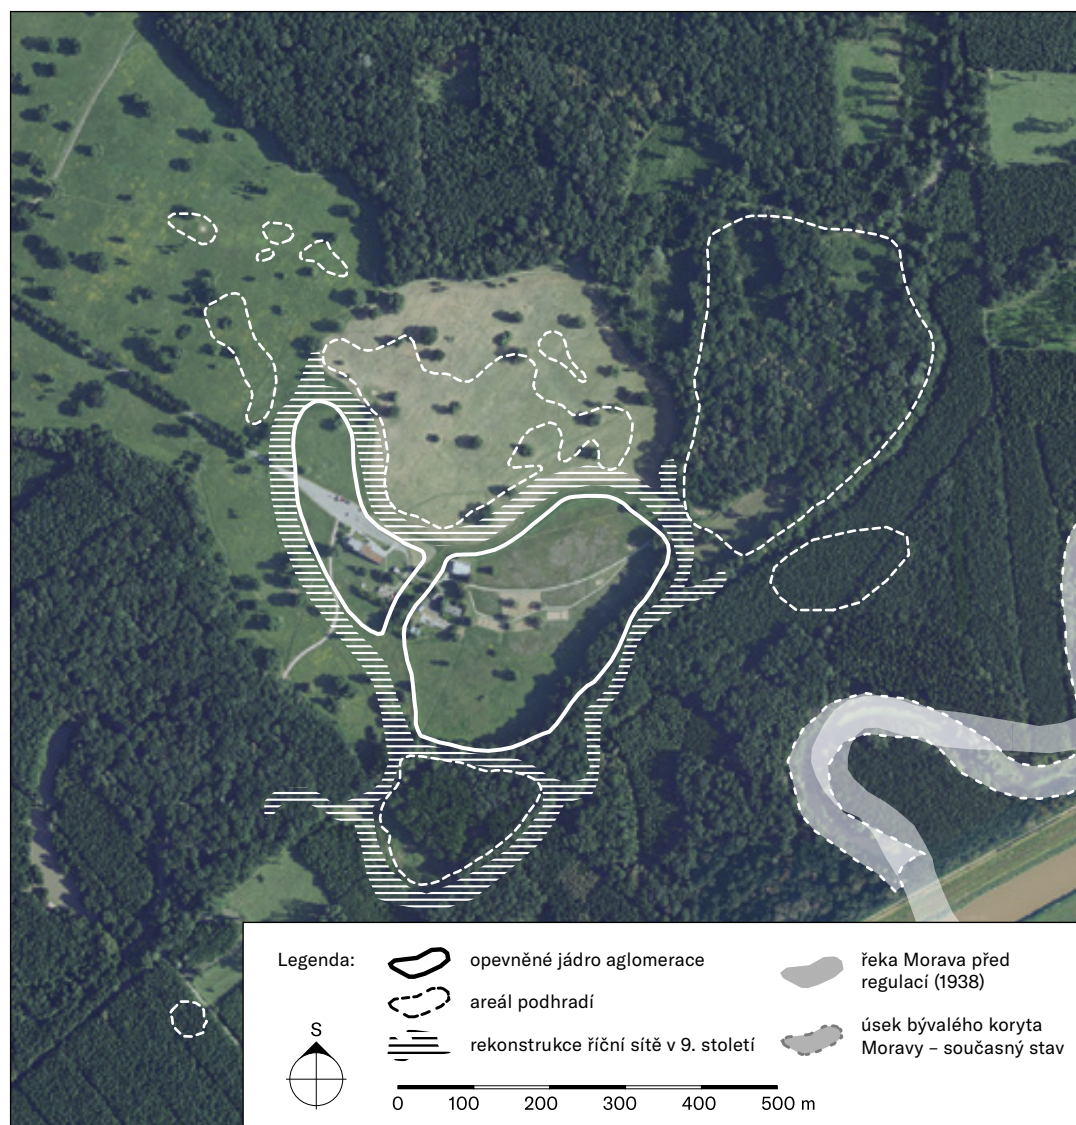 Legenda:
opevněné jádro aglomerace
areál podhradí
rekonstrukce říční sítě v 9. století
řeka Morava před
regulací (1938)
úsek bývalého koryta
Moravy – současný stav
S
0 100 200 300 400 500 m